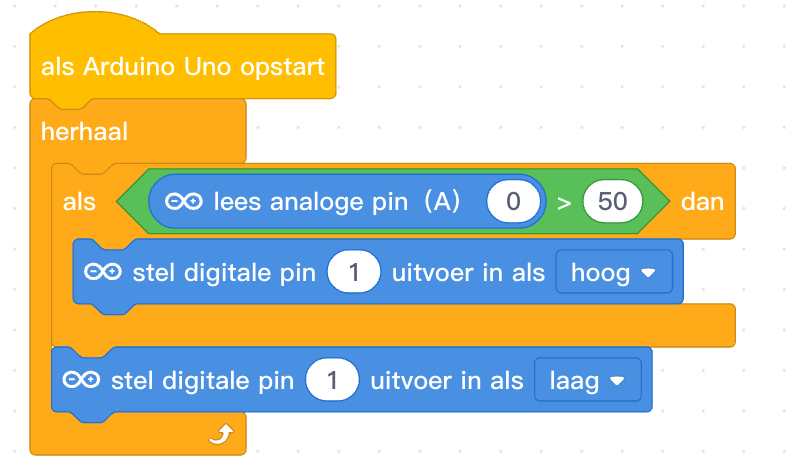 als Arduino Uno opstart
herhaal
als lees analoge pin (A) 0 > 50 dan
stel digitale pin 1 uitvoer in als hoog
stel digitale pin 1 uitvoer in als laag